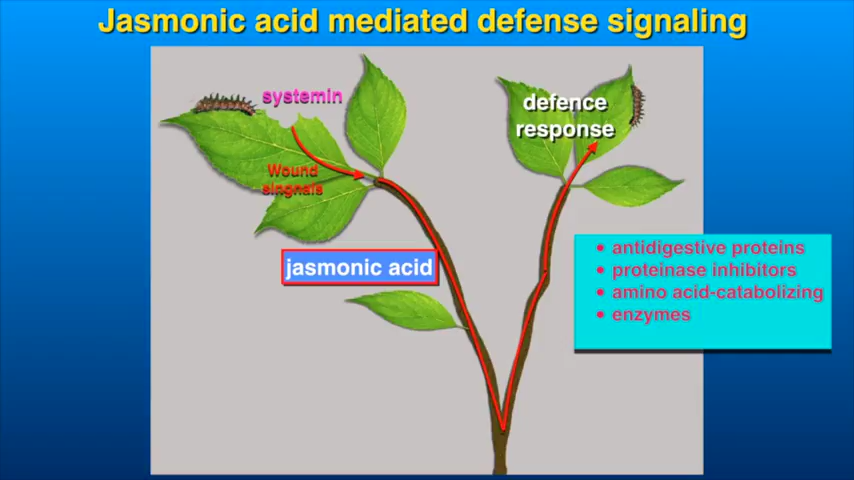 Jasmonic acid mediated defense signaling
systemin
defence
response
Wound
singnals
jasmonic acid
• antidigestive proteins
• proteinase inhibitors
• amino acid-catabolizing
• enzymes